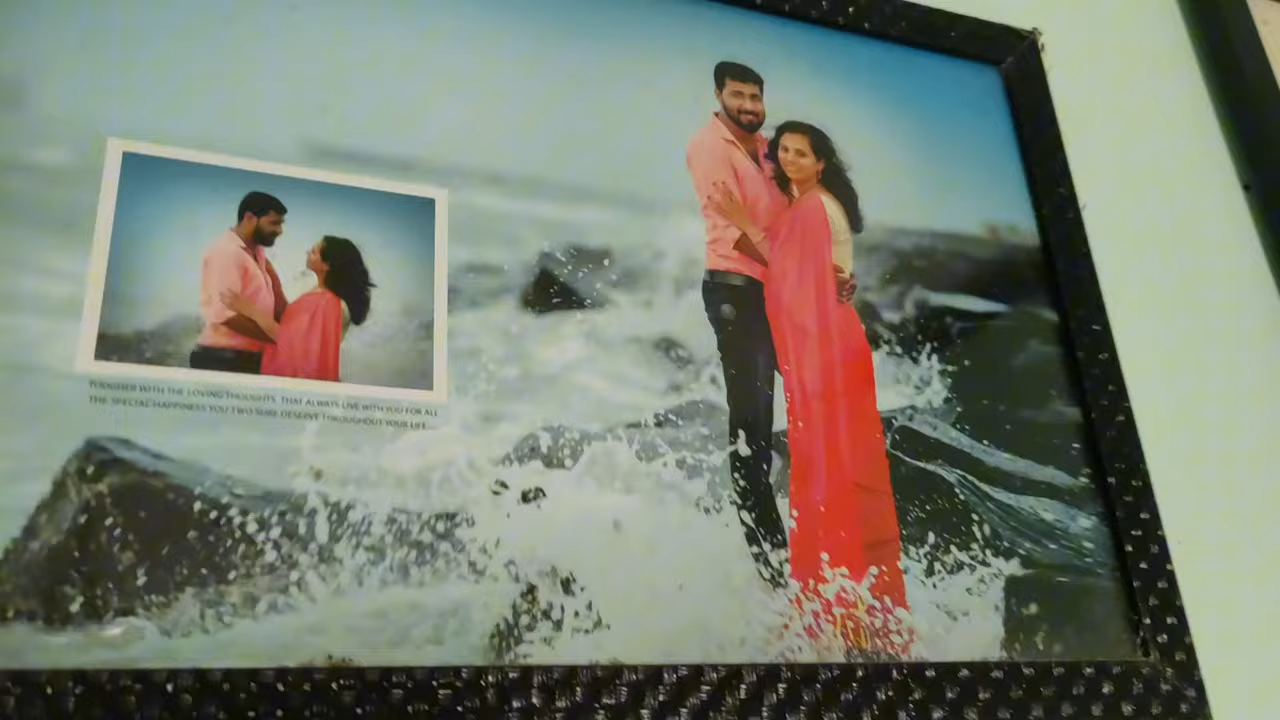 TOGETHER WITH THE LOVING THOUGHTS THAT ALWAYS LIVE WITH YOU FOR ALL
THE SPECIAL HAPPINESS YOU TWO SURE DESERVE THROUGHOUT YOUR LIFE